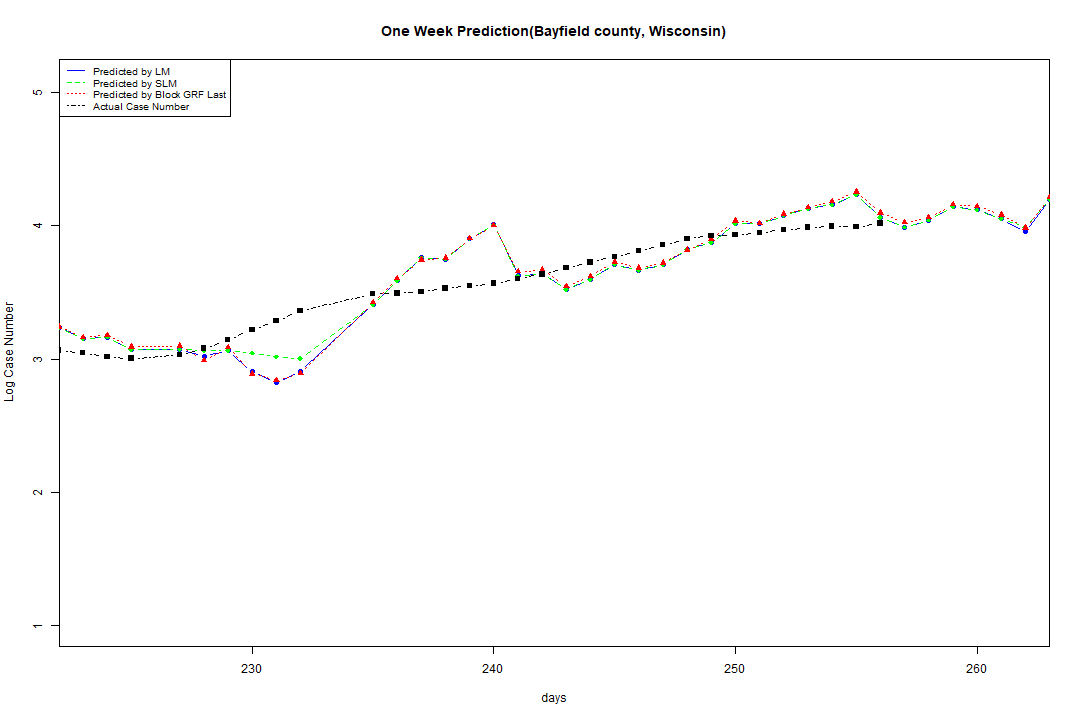 One Week Prediction(Bayfield county, Wisconsin)
Predicted by LM
Predicted by SLM
Predicted by Block GRF Last
Actual Case Number
5
4
3
2
1
Log Case Number
230 240 250 260
days